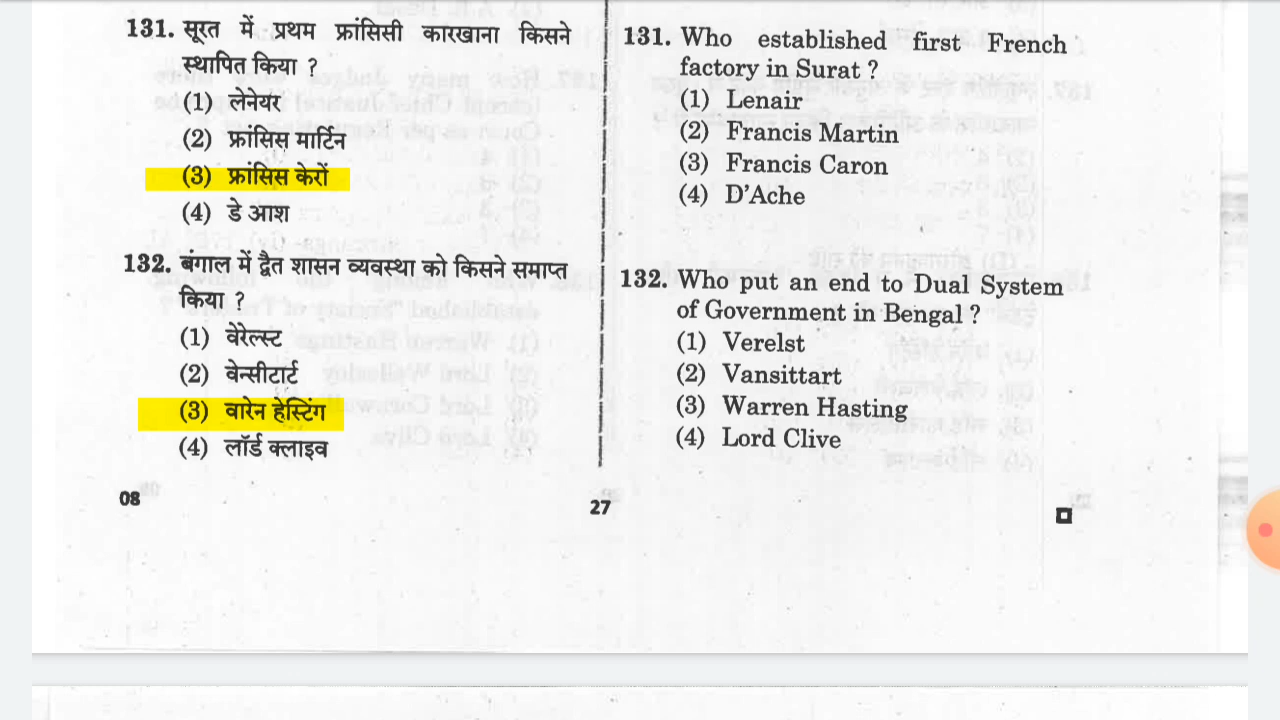 131. सूरत में प्रथम फ्रांसिसी कारखाना किसने
स्थापित किया ?
(1) लेनेयर
(2) फ्रांसिस मार्टिन
(3) फ्रांसिस केरों
(4) डे आश
132. बंगाल में द्वैत शासन व्यवस्था को किसने समाप्त
किया ?
(1) वेरेल्स्ट
(2) वेन्सीटार्ट
(3) वारेन हेस्टिंग
(4) लॉर्ड क्लाइव
131. Who established first French
factory in Surat ?
(1) Lenair
(2) Francis Martin
(3) Francis Caron
(4) D'Ache
132. Who put an end to Dual System
of Government in Bengal ?
(1) Verelst
(2) Vansittart
(3) Warren Hasting
(4) Lord Clive
08
27